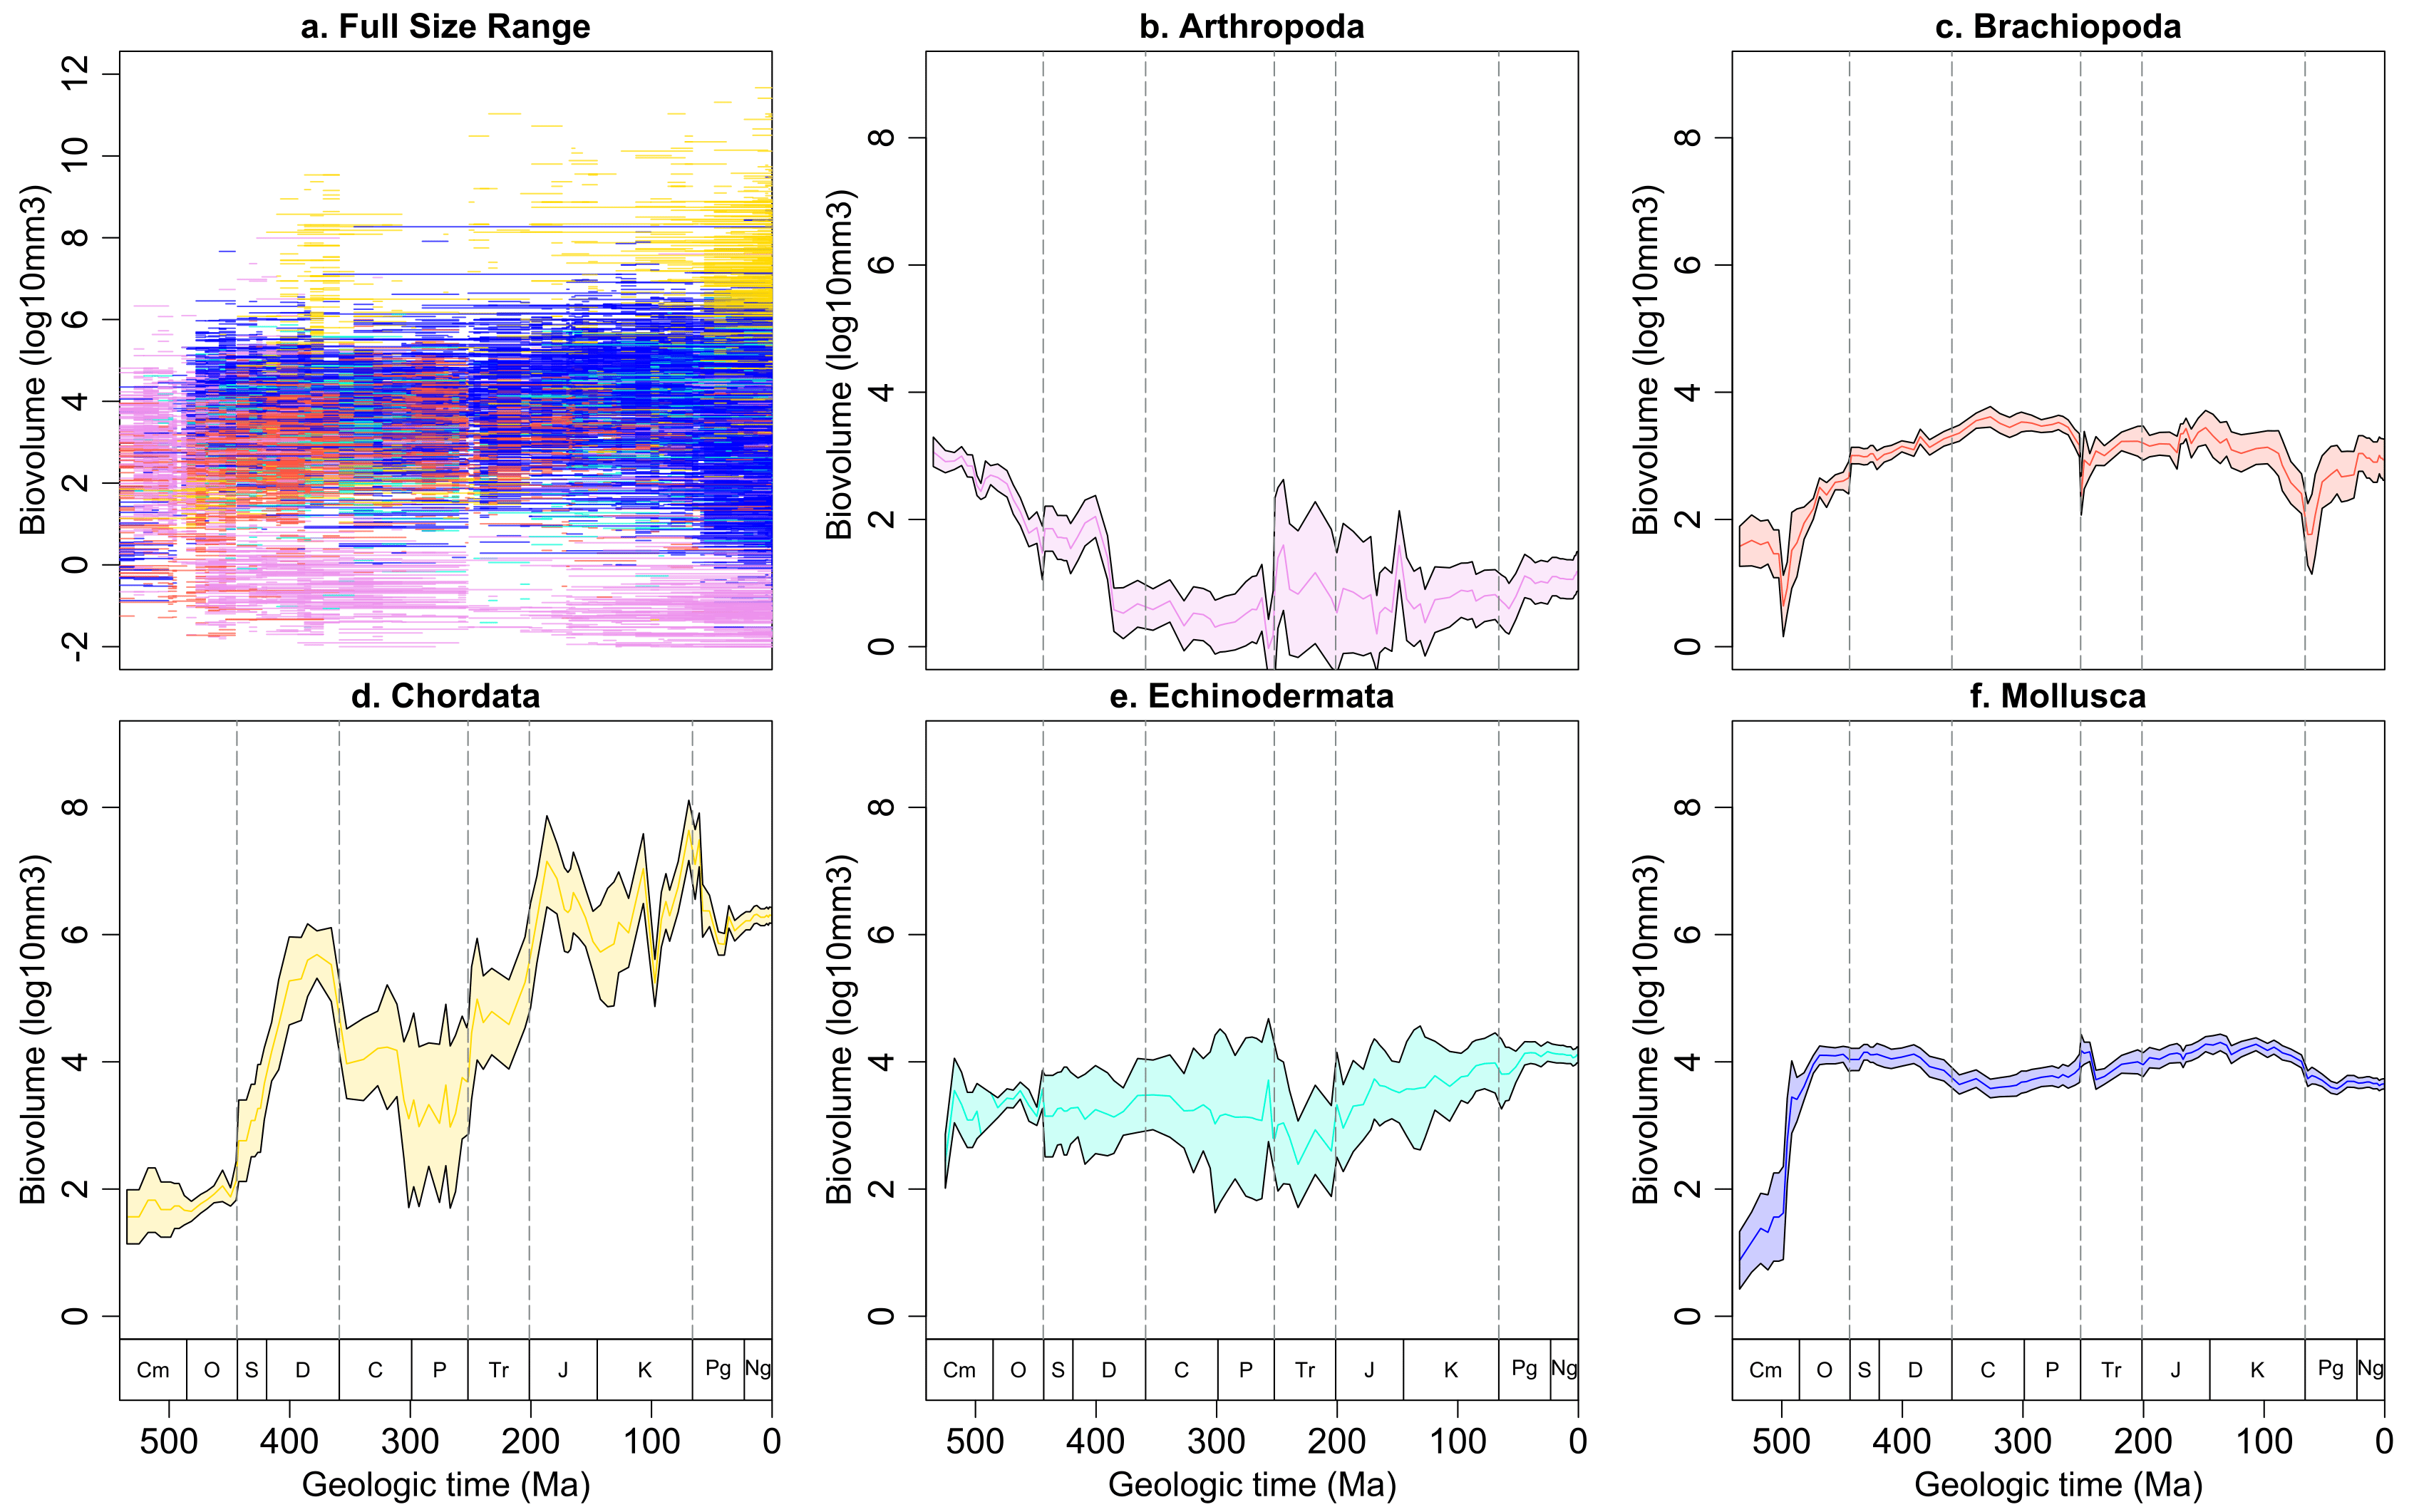 a. Full Size Range
Biovolume (log10mm3)
12
10
8
6
4
2
0
-2
b. Arthropoda
Biovolume (log10mm3)
8
6
4
2
0
c. Brachiopoda
Biovolume (log10mm3)
8
6
4
2
0
d. Chordata
Biovolume (log10mm3)
8
6
4
2
0
Cm O S D C P Tr J K Pg Ng
500 400 300 200 100 0
Geologic time (Ma)
e. Echinodermata
Biovolume (log10mm3)
8
6
4
2
0
Cm O S D C P Tr J K Pg Ng
500 400 300 200 100 0
Geologic time (Ma)
f. Mollusca
Biovolume (log10mm3)
8
6
4
2
0
Cm O S D C P Tr J K Pg Ng
500 400 300 200 100 0
Geologic time (Ma)